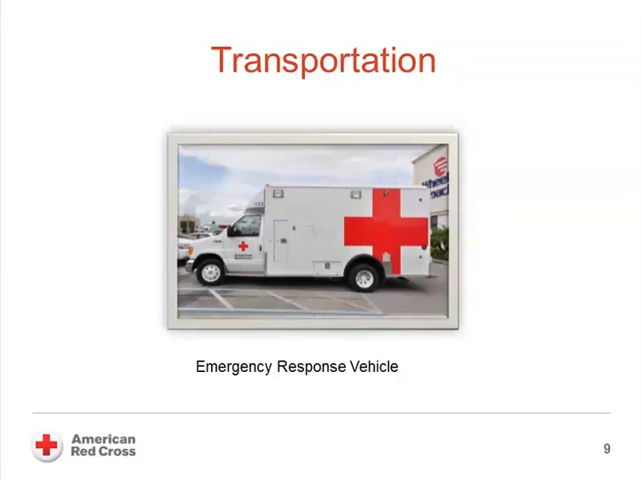 Transportation
Emergency Response Vehicle
American
Red Cross
9